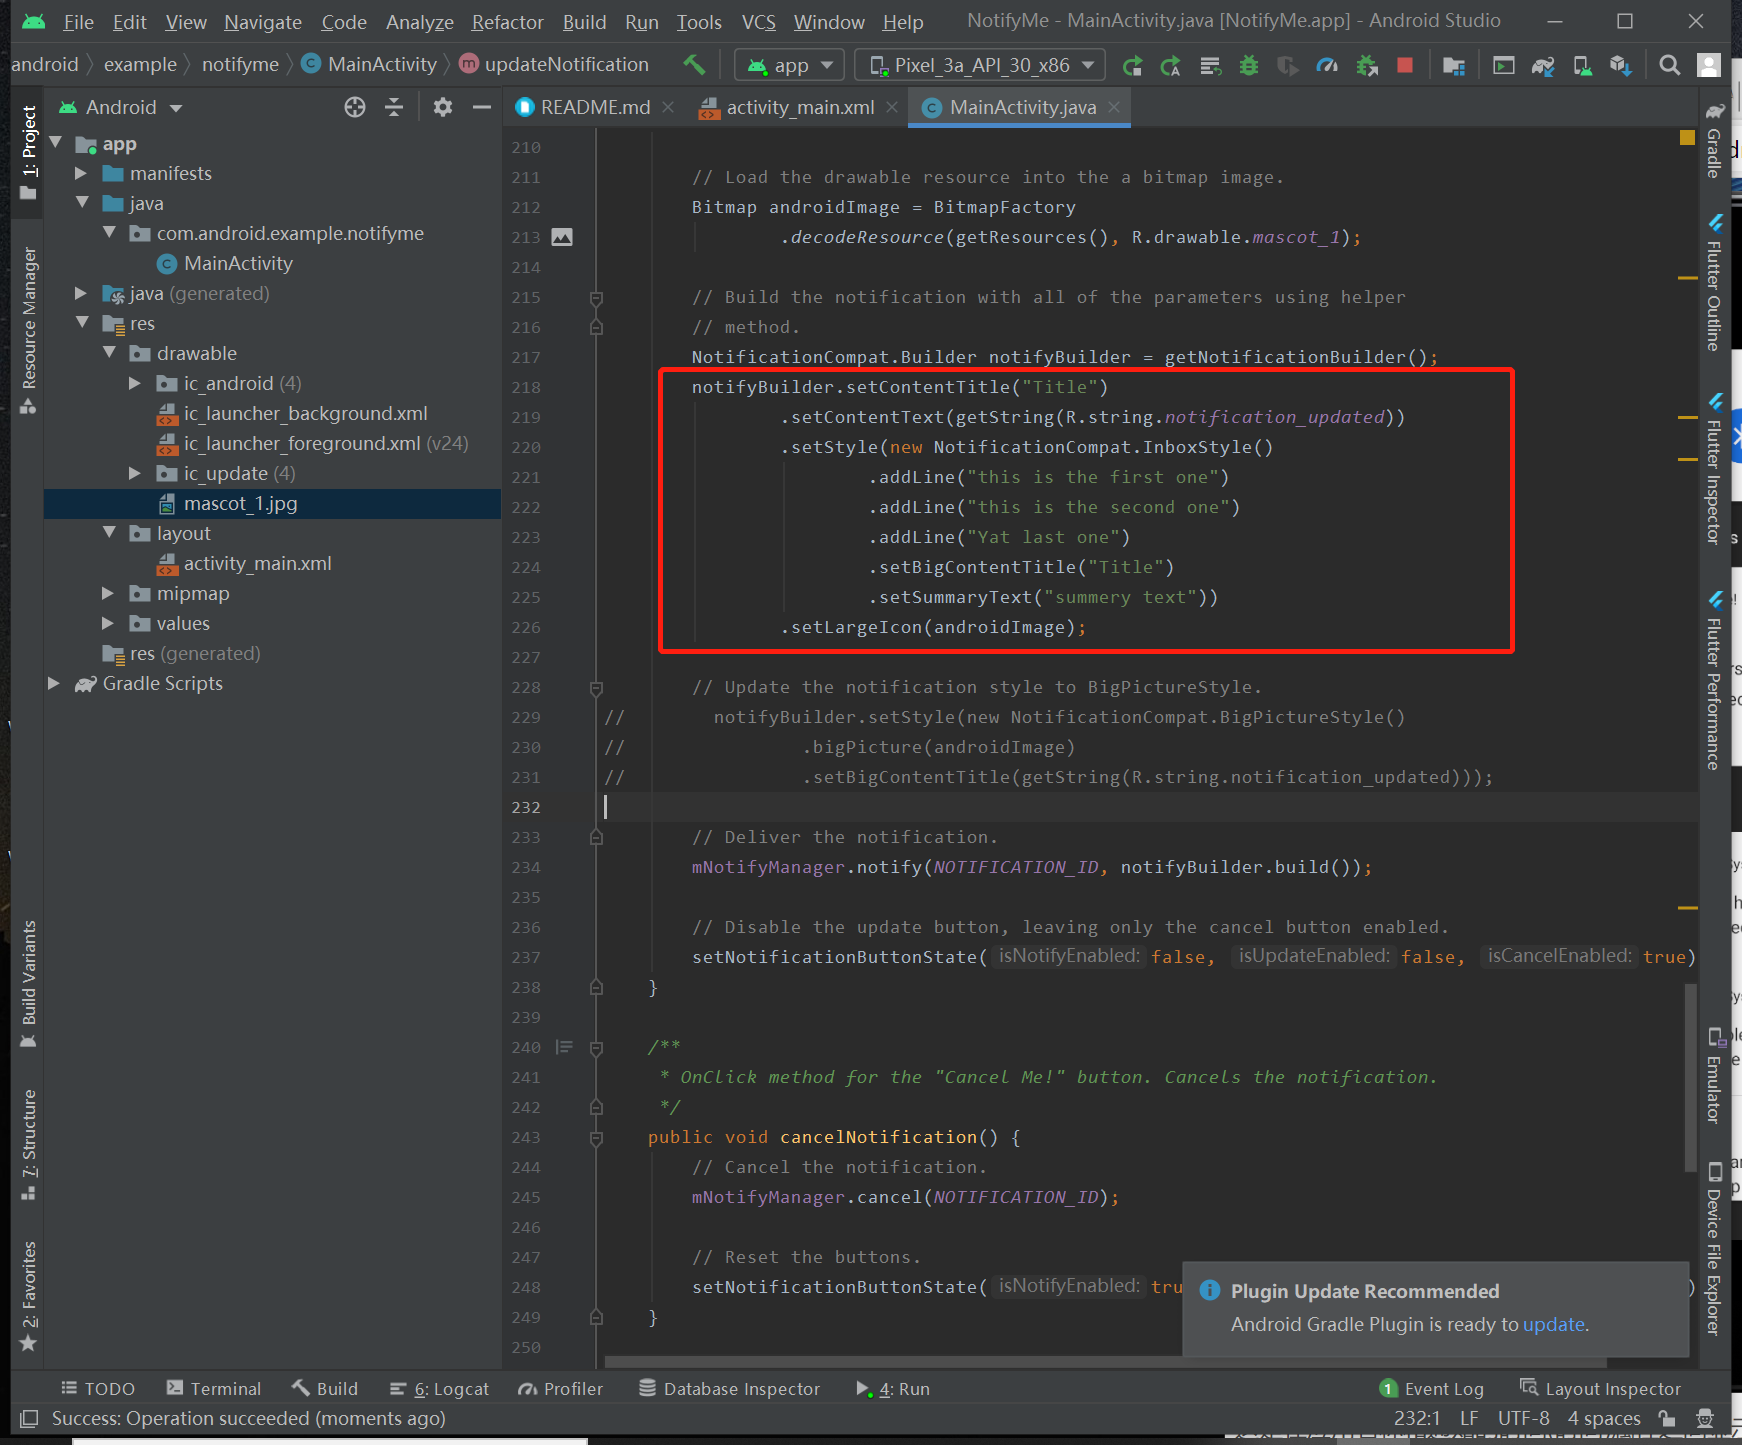 File Edit View Navigate Code Analyze Refactor Build Run Tools VCS Window Help NotifyMe - MainActivity.java [NotifyMe.app] - Android Studio
android example notifyme MainActivity updateNotification app Pixel_3a_API_30_x86
Android README.md activity_main.xml MainActivity.java
1: Project
Resource Manager
Build Variants
7: Structure
2: Favorites
app
manifests
java
com.android.example.notifyme
MainActivity
java (generated)
res
drawable
ic_android (4)
ic_launcher_background.xml
ic_launcher_foreground.xml (v24)
ic_update (4)
mascot_1.jpg
layout
activity_main.xml
mipmap
values
res (generated)
Gradle Scripts
210
211 // Load the drawable resource into the a bitmap image.
212 Bitmap androidImage = BitmapFactory
213 .decodeResource(getResources(), R.drawable.mascot_1);
214
215 // Build the notification with all of the parameters using helper
216 // method.
217 NotificationCompat.Builder notifyBuilder = getNotificationBuilder();
218 notifyBuilder.setContentTitle("Title")
219 .setContentText(getString(R.string.notification_updated))
220 .setStyle(new NotificationCompat.InboxStyle()
221 .addLine("this is the first one")
222 .addLine("this is the second one")
223 .addLine("Yat last one")
224 .setBigContentTitle("Title")
225 .setSummaryText("summery text"))
226 .setLargeIcon(androidImage);
227
228 // Update the notification style to BigPictureStyle.
229 // notifyBuilder.setStyle(new NotificationCompat.BigPictureStyle()
230 // .bigPicture(androidImage)
231 // .setBigContentTitle(getString(R.string.notification_updated)));
232
233 // Deliver the notification.
234 mNotifyManager.notify(NOTIFICATION_ID, notifyBuilder.build());
235
236 // Disable the update button, leaving only the cancel button enabled.
237 setNotificationButtonState( isNotifyEnabled: false, isUpdateEnabled: false, isCancelEnabled: true)
238 }
239
240 /**
241 * OnClick method for the "Cancel Me!" button. Cancels the notification.
242 */
243 public void cancelNotification() {
244 // Cancel the notification.
245 mNotifyManager.cancel(NOTIFICATION_ID);
246
247 // Reset the buttons.
248 setNotificationButtonState( isNotifyEnabled: tru )
249 }
250
Plugin Update Recommended
Android Gradle Plugin is ready to update.
Gradle
Flutter Outline
Flutter Inspector
Flutter Performance
Emulator
Device File Explorer
TODO Terminal Build 6: Logcat Profiler Database Inspector 4: Run 1 Event Log Layout Inspector
Success: Operation succeeded (moments ago) 232:1 LF UTF-8 4 spaces